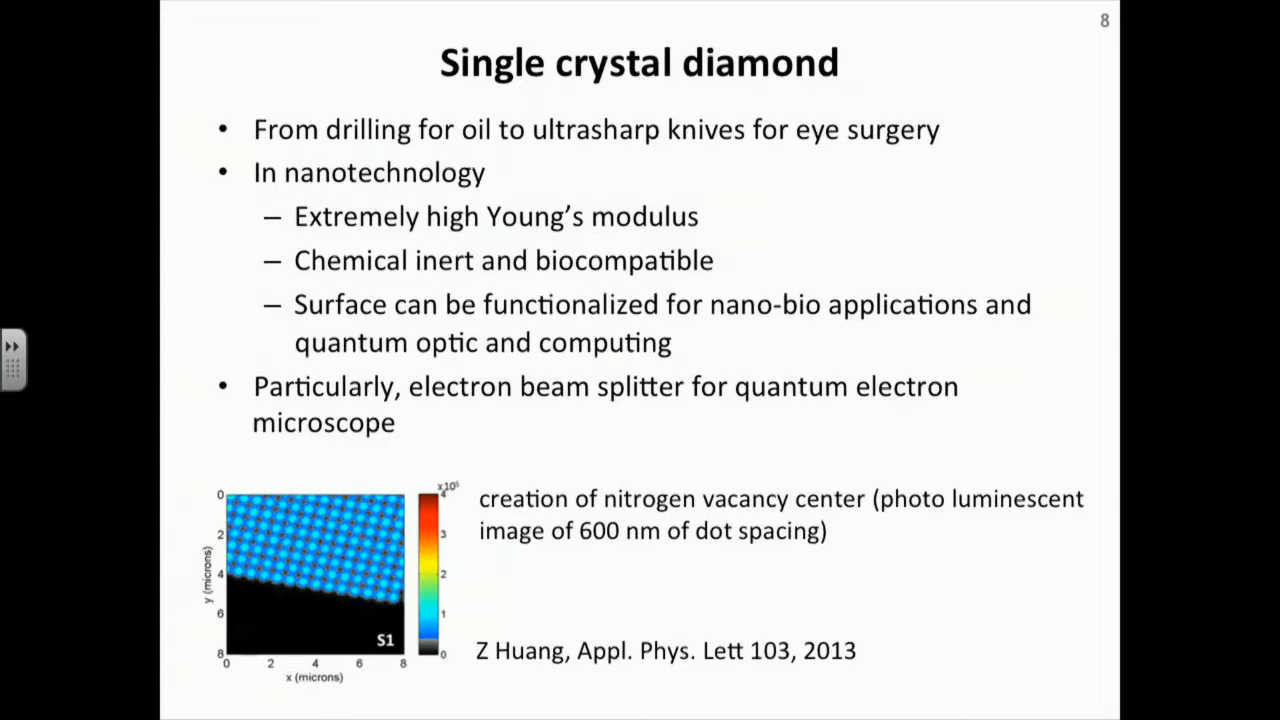 8
Single crystal diamond
• From drilling for oil to ultrasharp knives for eye surgery
• In nanotechnology
– Extremely high Young's modulus
– Chemical inert and biocompatible
– Surface can be functionalized for nano-bio applications and
quantum optic and computing
• Particularly, electron beam splitter for quantum electron
microscope
creation of nitrogen vacancy center (photo luminescent
image of 600 nm of dot spacing)
x10⁵
4
3
2
1
0
0
2
4
6
8
y (microns)
S1
0 2 4 6 8
x (microns)
Z Huang, Appl. Phys. Lett 103, 2013